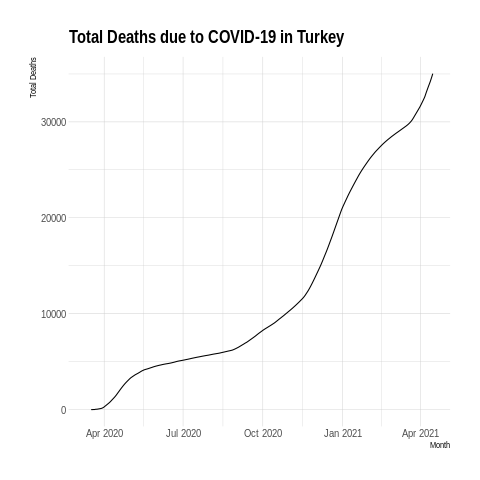 Total Deaths due to COVID-19 in Turkey
Total Deaths
30000
20000
10000
0
Apr 2020 Jul 2020 Oct 2020 Jan 2021 Apr 2021
Month